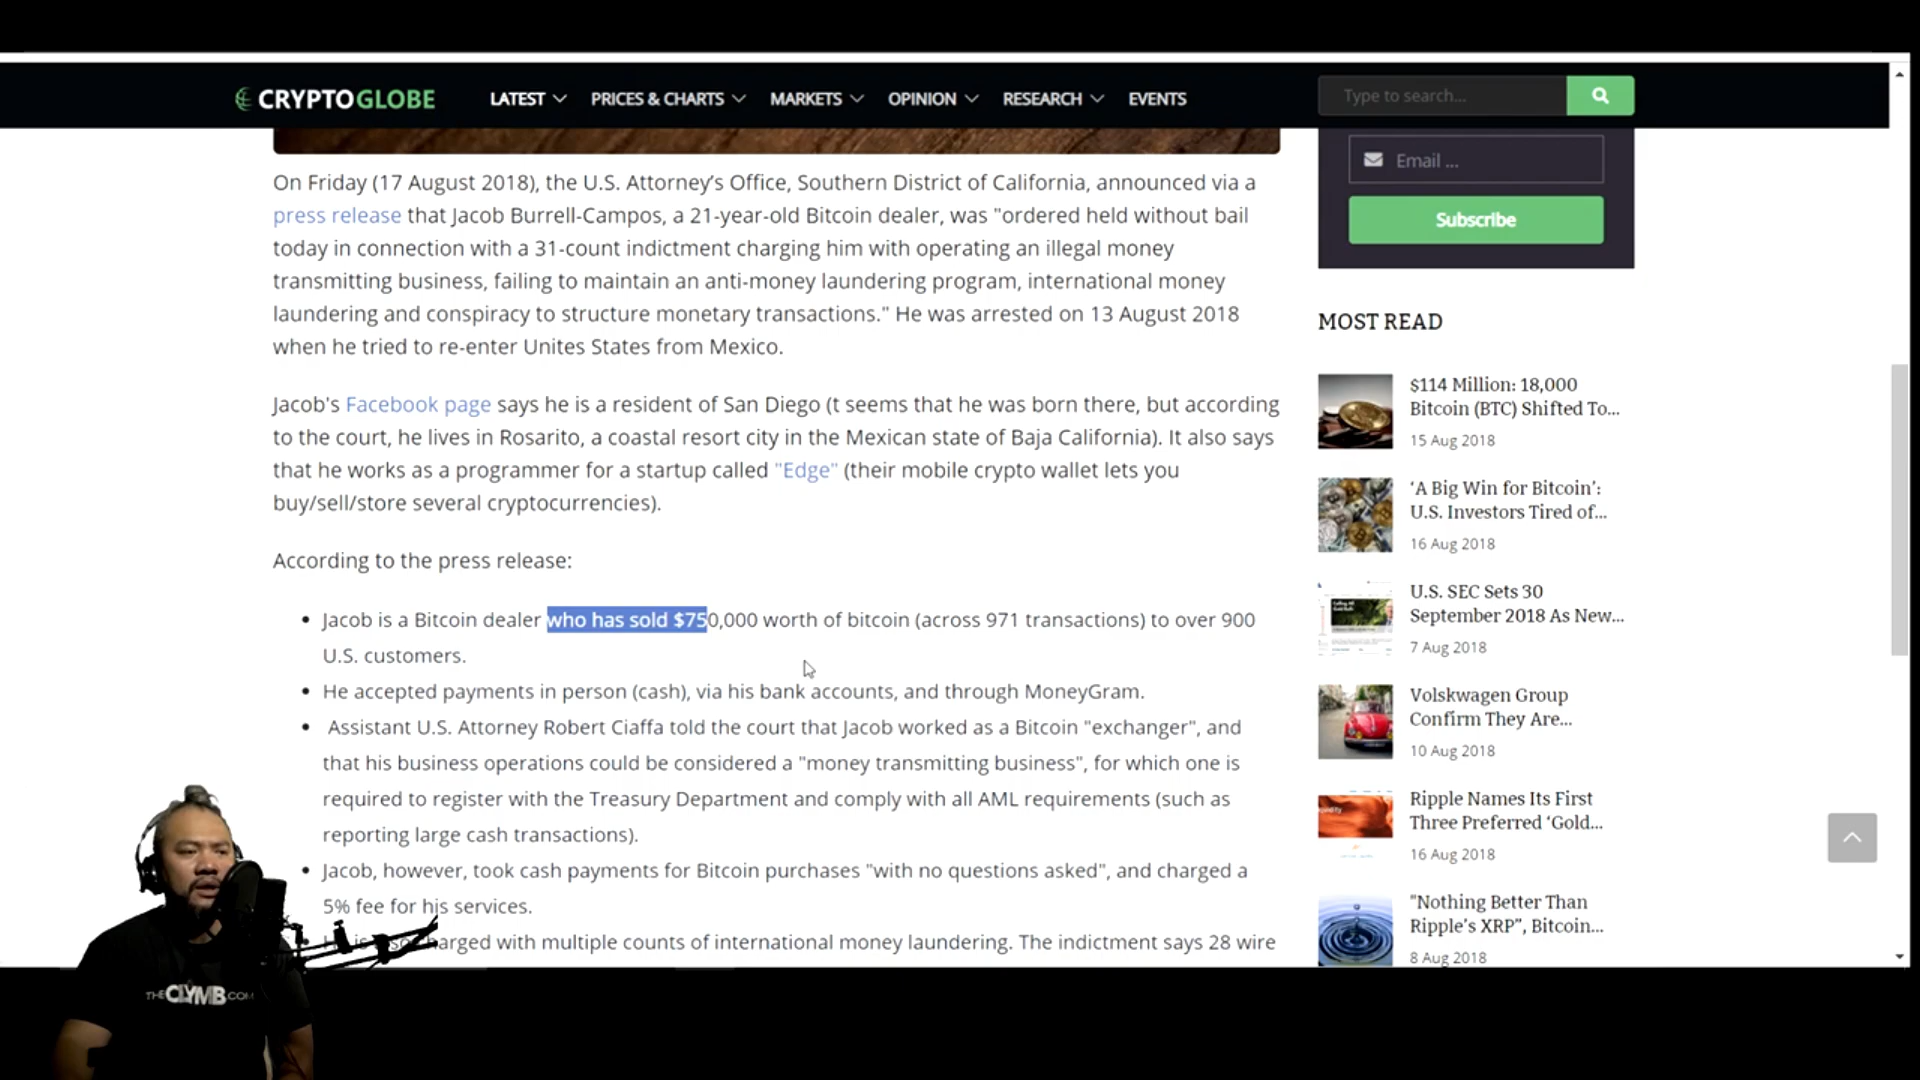 CRYPTOGLOBE
LATEST
PRICES & CHARTS
MARKETS
OPINION
RESEARCH
EVENTS
Type to search...
On Friday (17 August 2018), the U.S. Attorney's Office, Southern District of California, announced via a
press release that Jacob Burrell-Campos, a 21-year-old Bitcoin dealer, was "ordered held without bail
today in connection with a 31-count indictment charging him with operating an illegal money
transmitting business, failing to maintain an anti-money laundering program, international money
laundering and conspiracy to structure monetary transactions." He was arrested on 13 August 2018
when he tried to re-enter Unites States from Mexico.
Jacob's Facebook page says he is a resident of San Diego (t seems that he was born there, but according
to the court, he lives in Rosarito, a coastal resort city in the Mexican state of Baja California). It also says
that he works as a programmer for a startup called "Edge" (their mobile crypto wallet lets you
buy/sell/store several cryptocurrencies).
According to the press release:
• Jacob is a Bitcoin dealer who has sold $750,000 worth of bitcoin (across 971 transactions) to over 900
U.S. customers.
• He accepted payments in person (cash), via his bank accounts, and through MoneyGram.
• Assistant U.S. Attorney Robert Ciaffa told the court that Jacob worked as a Bitcoin "exchanger", and
that his business operations could be considered a "money transmitting business", for which one is
required to register with the Treasury Department and comply with all AML requirements (such as
reporting large cash transactions).
• Jacob, however, took cash payments for Bitcoin purchases "with no questions asked", and charged a
5% fee for his services.
with multiple counts of international money laundering. The indictment says 28 wire
Email ...
Subscribe
MOST READ
$114 Million: 18,000
Bitcoin (BTC) Shifted To...
15 Aug 2018
'A Big Win for Bitcoin':
U.S. Investors Tired of...
16 Aug 2018
U.S. SEC Sets 30
September 2018 As New...
7 Aug 2018
Volskwagen Group
Confirm They Are...
10 Aug 2018
Ripple Names Its First
Three Preferred 'Gold...
16 Aug 2018
"Nothing Better Than
Ripple's XRP", Bitcoin...
8 Aug 2018
THECLYMB.COM